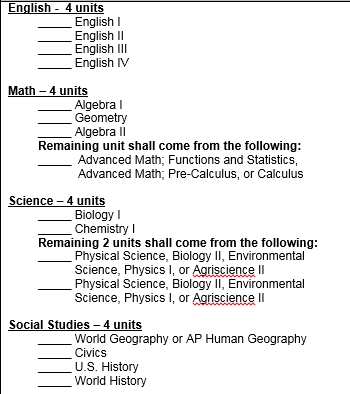 English - 4 units
_____ English I
_____ English II
_____ English III
_____ English IV
Math – 4 units
_____ Algebra I
_____ Geometry
_____ Algebra II
Remaining unit shall come from the following:
_____ Advanced Math; Functions and Statistics,
Advanced Math; Pre-Calculus, or Calculus
Science – 4 units
_____ Biology I
_____ Chemistry I
Remaining 2 units shall come from the following:
_____ Physical Science, Biology II, Environmental
Science, Physics I, or Agriscience II
_____ Physical Science, Biology II, Environmental
Science, Physics I, or Agriscience II
Social Studies – 4 units
_____ World Geography or AP Human Geography
_____ Civics
_____ U.S. History
_____ World History